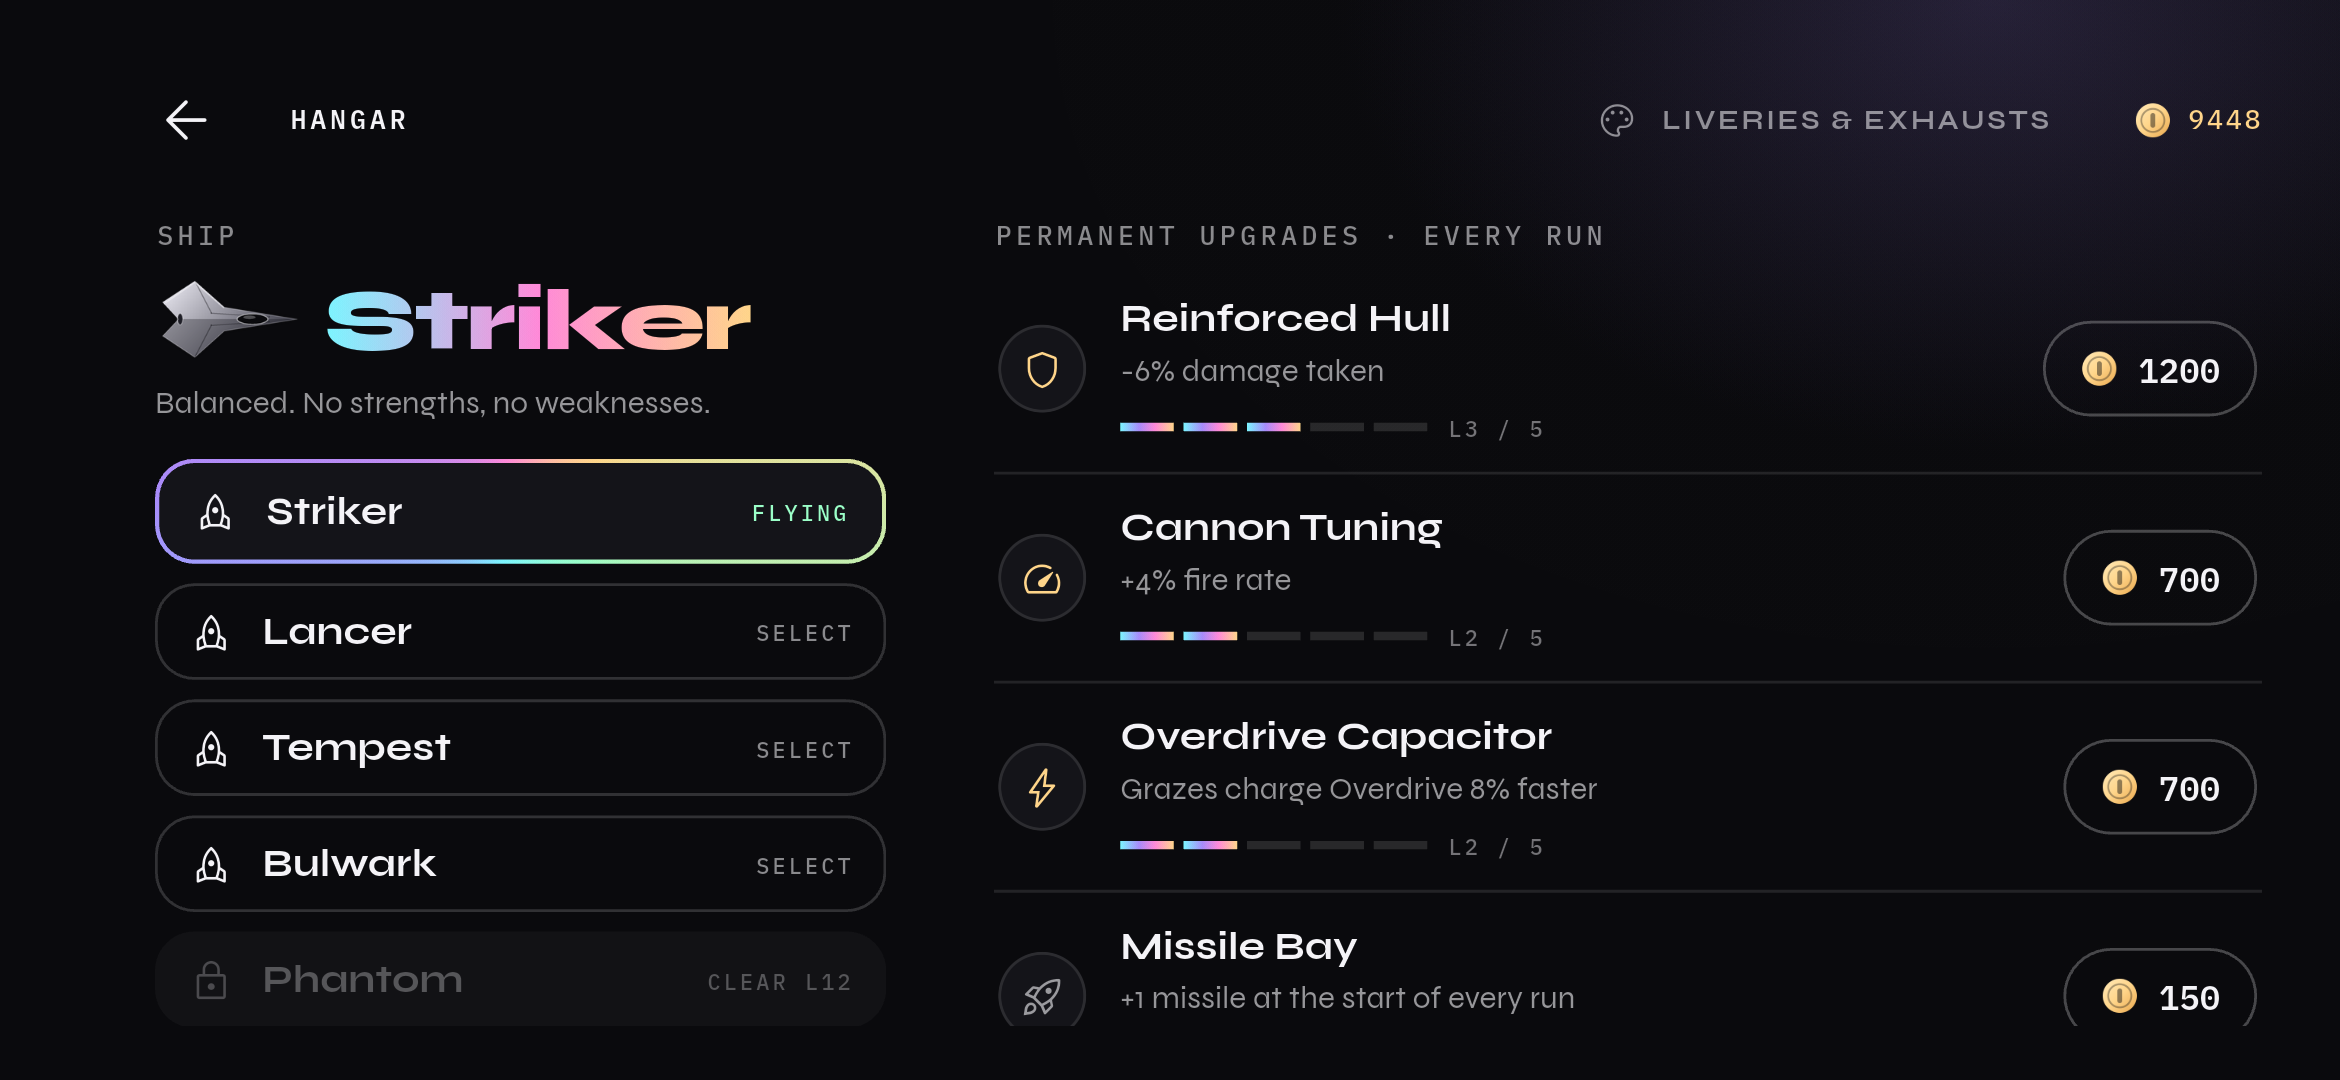 HANGAR
LIVERIES & EXHAUSTS
9448
SHIP
Striker
Balanced. No strengths, no weaknesses.
Striker
FLYING
Lancer
SELECT
Tempest
SELECT
Bulwark
SELECT
Phantom
CLEAR L12
PERMANENT UPGRADES · EVERY RUN
Reinforced Hull
-6% damage taken
L3 / 5
1200
Cannon Tuning
+4% fire rate
L2 / 5
700
Overdrive Capacitor
Grazes charge Overdrive 8% faster
L2 / 5
700
Missile Bay
+1 missile at the start of every run
150